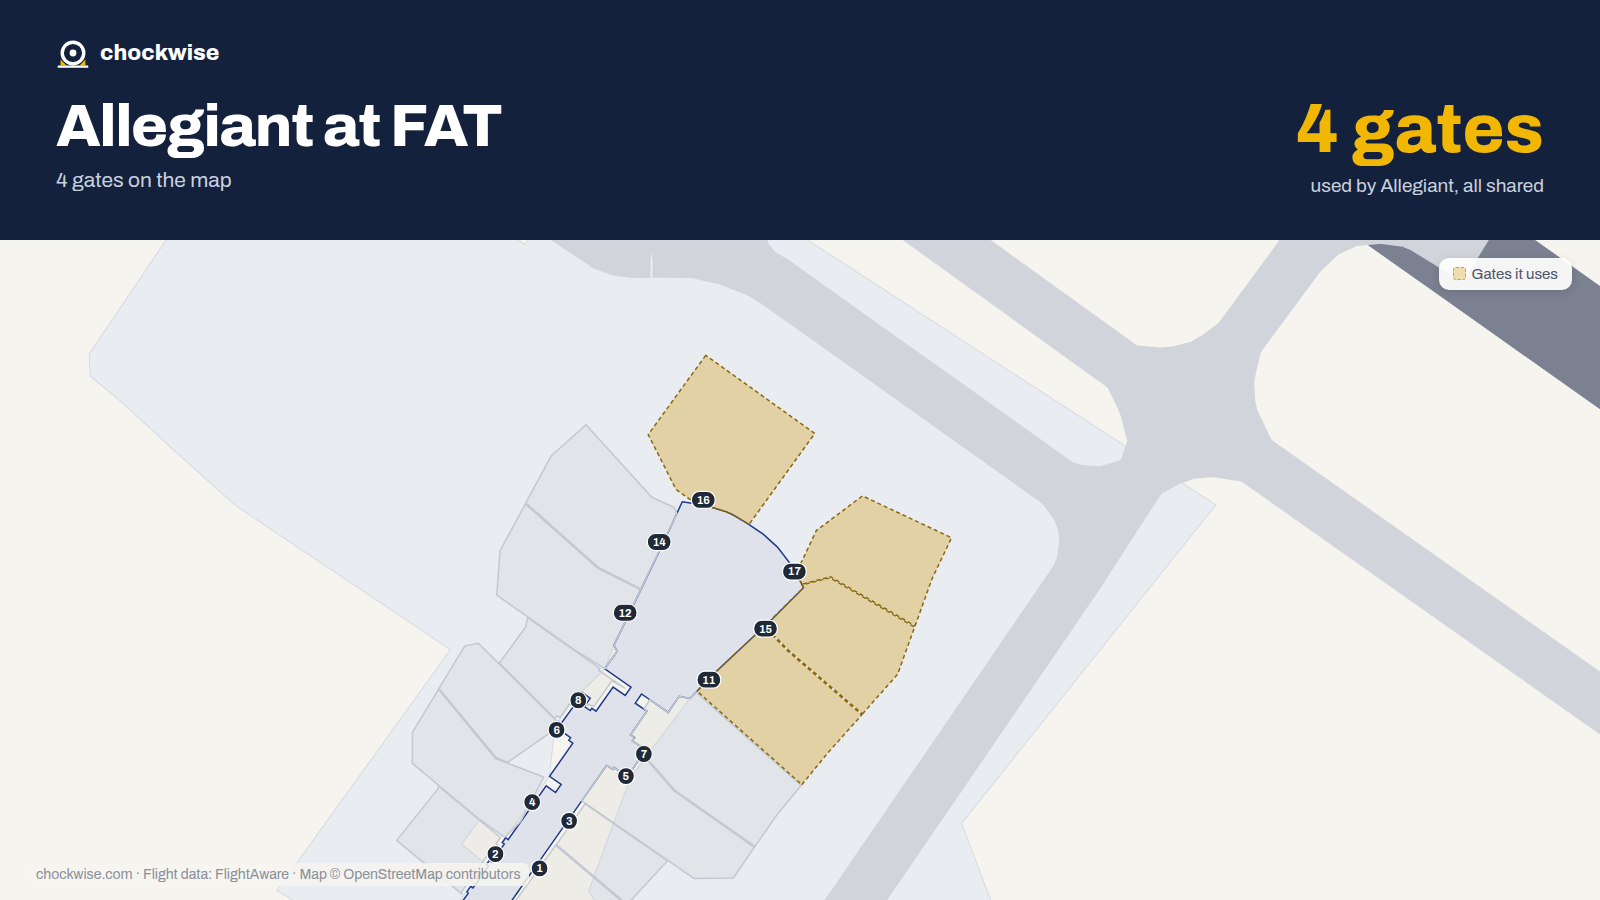 chockwise
Allegiant at FAT
4 gates on the map
4 gates
used by Allegiant, all shared
Gates it uses
16
14
17
12
15
11
8
6
7
5
4
3
2
1
chockwise.com · Flight data: FlightAware · Map © OpenStreetMap contributors